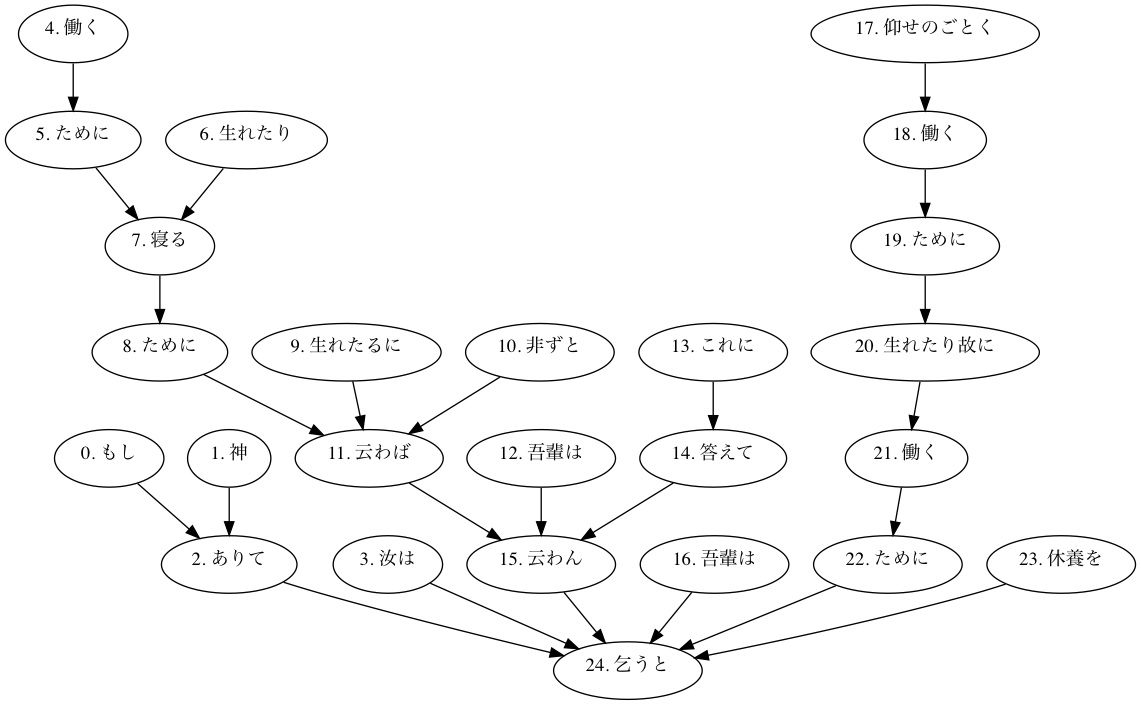 4. 働く
17. 仰せのごとく
5. ために
6. 生れたり
18. 働く
7. 寝る
19. ために
8. ために
9. 生れたるに
10. 非ずと
13. これに
20. 生れたり故に
0. もし
1. 神
11. 云わば
12. 吾輩は
14. 答えて
21. 働く
2. ありて
3. 汝は
15. 云わん
16. 吾輩は
22. ために
23. 休養を
24. 乞うと